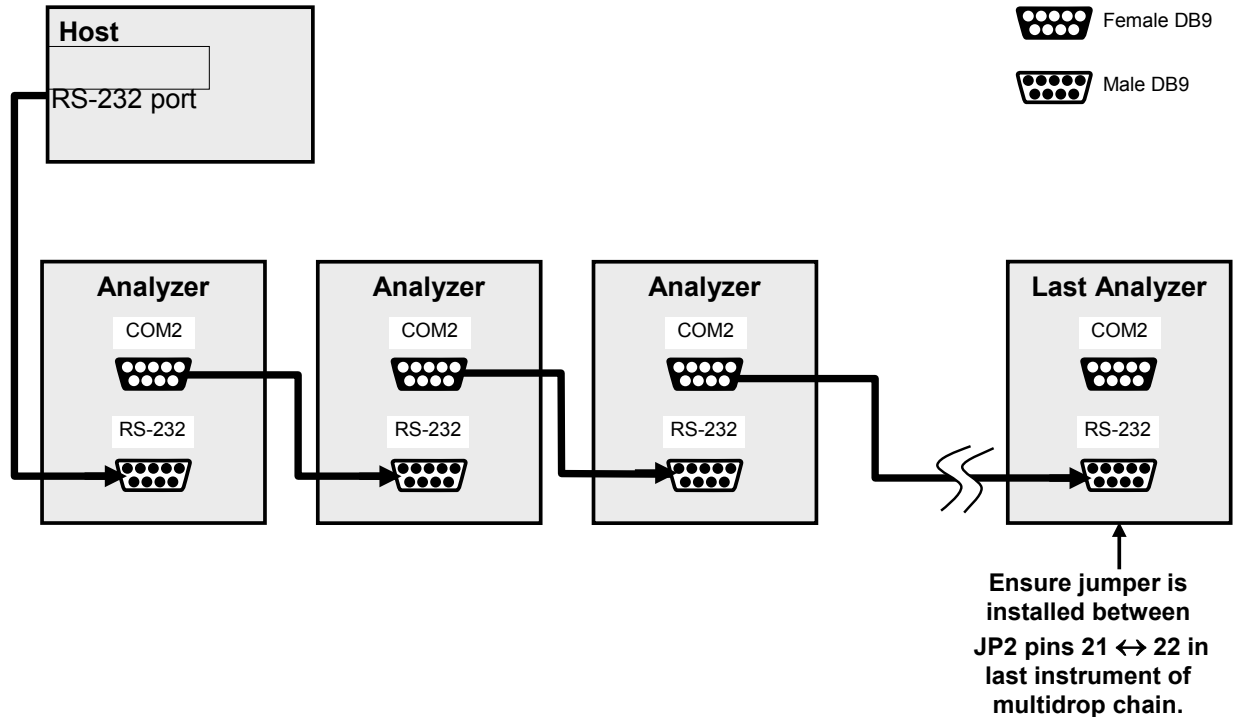 Host
RS-232 port
Female DB9
Male DB9
Analyzer
COM2
RS-232
Analyzer
COM2
RS-232
Analyzer
COM2
RS-232
Last Analyzer
COM2
RS-232
Ensure jumper is
installed between
JP2 pins 21 ↔ 22 in
last instrument of
multidrop chain.